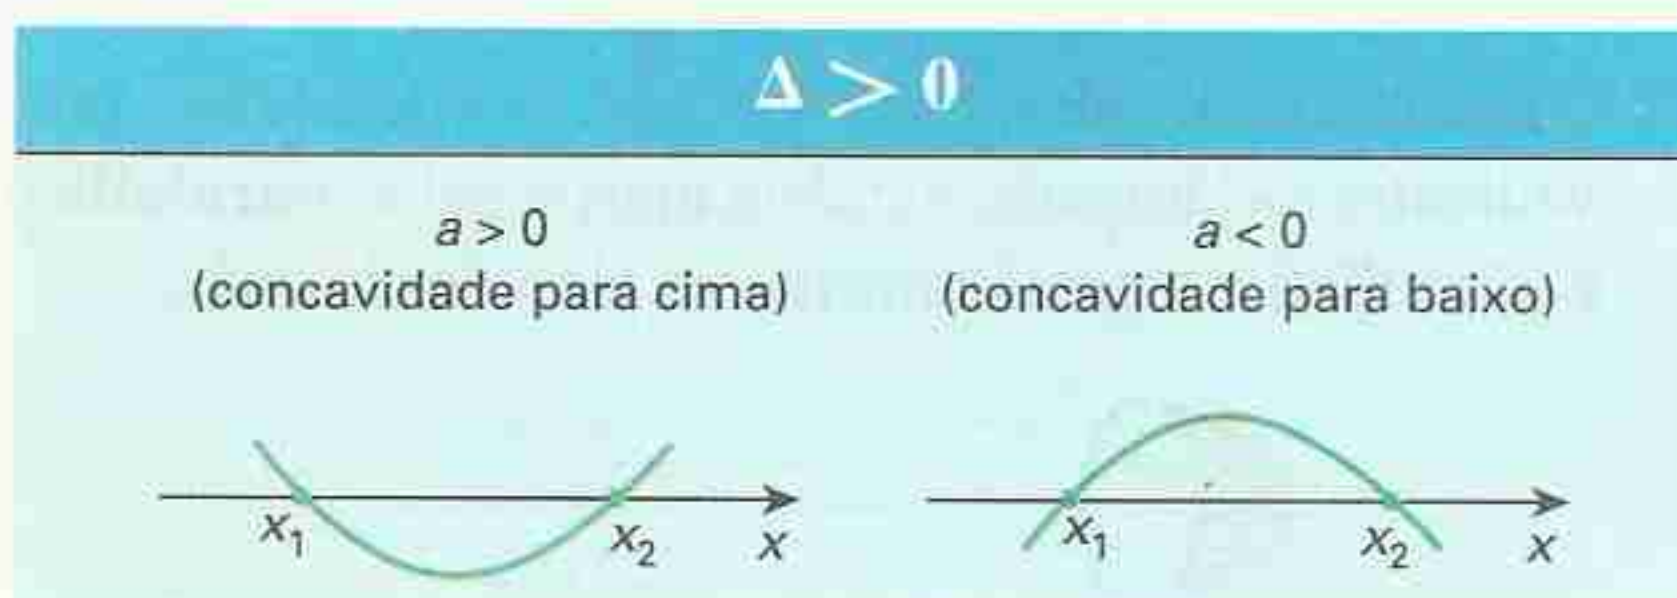 Δ > 0
a > 0
(concavidade para cima)
x₁
x₂
x
a < 0
(concavidade para baixo)
x₁
x₂
x